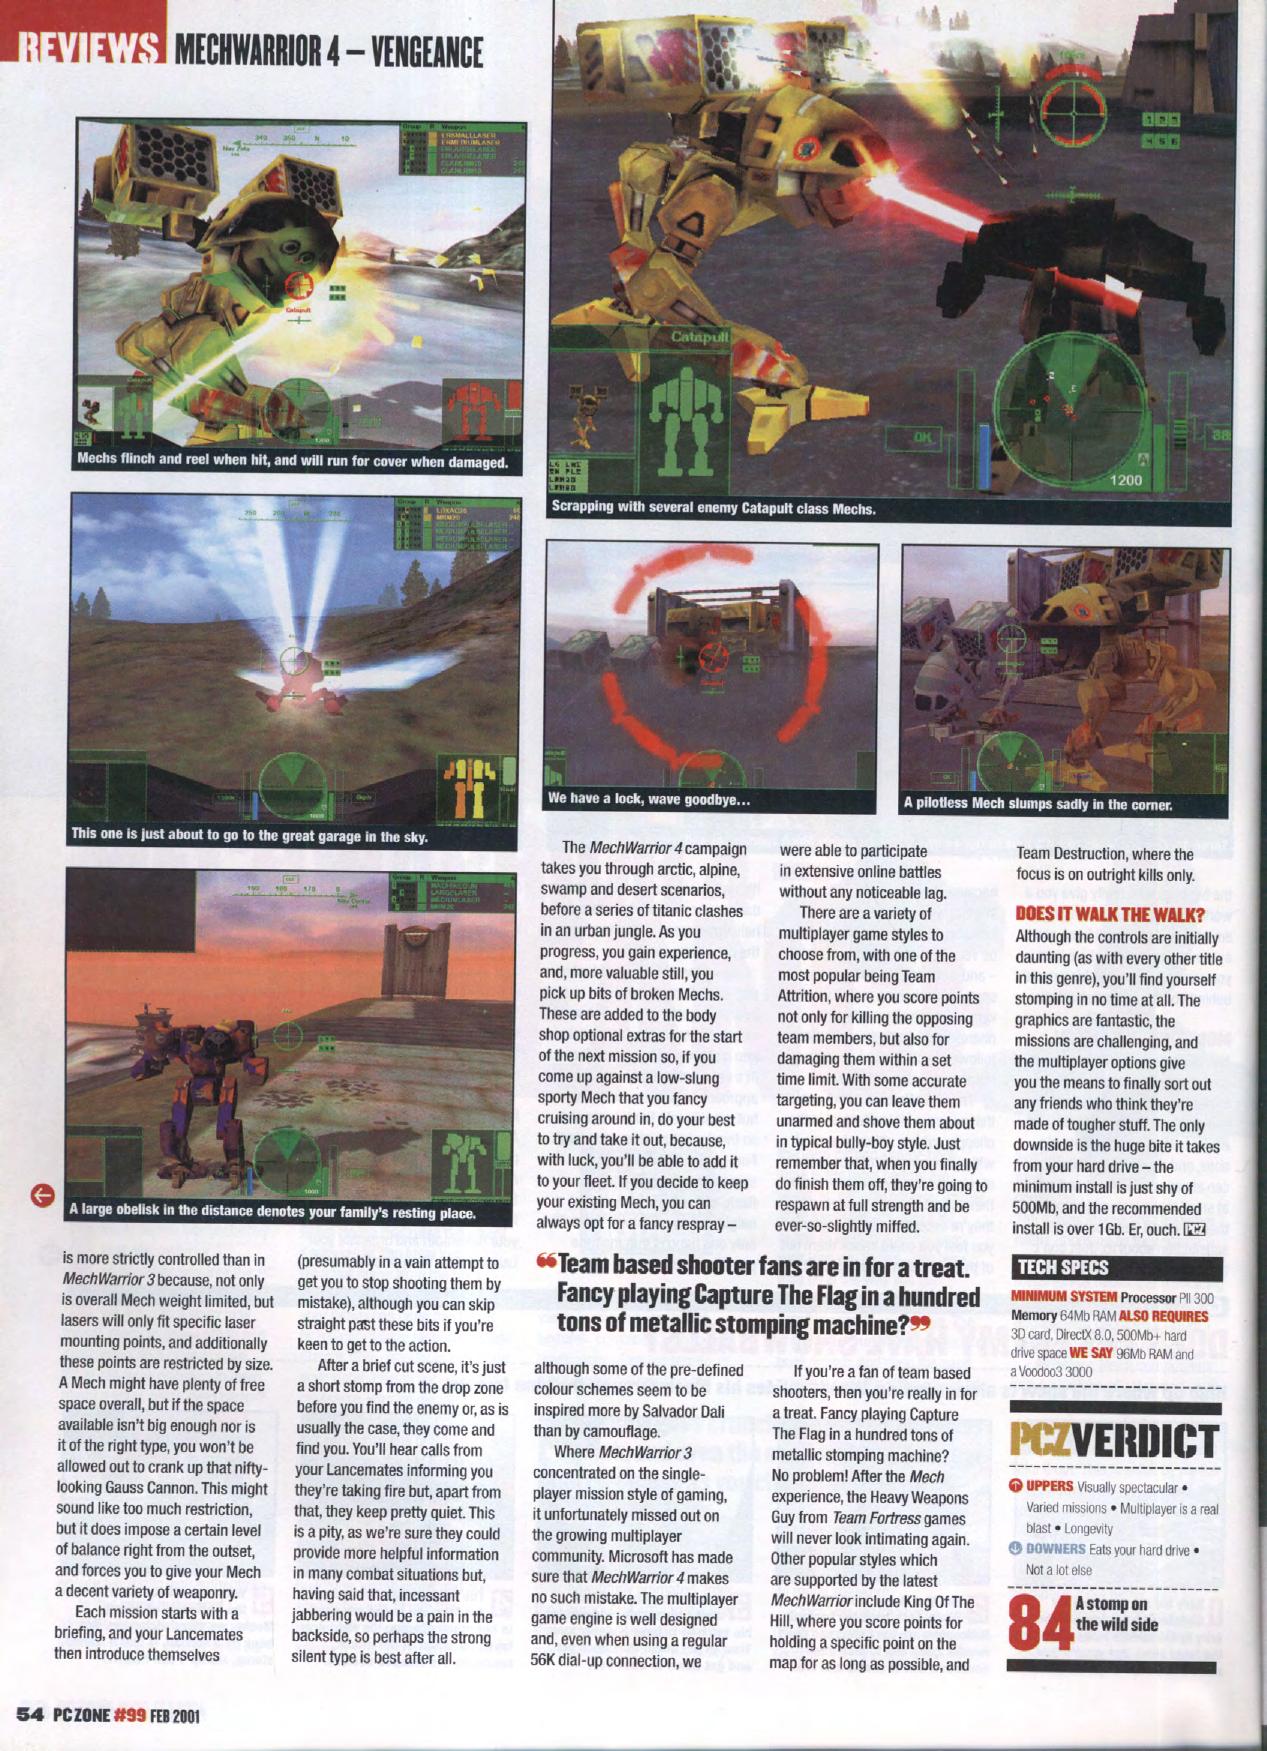 REVIEWS MECHWARRIOR 4 – VENGEANCE
Mechs flinch and reel when hit, and will run for cover when damaged.
Catapult
OK
1200
Scrapping with several enemy Catapult class Mechs.
This one is just about to go to the great garage in the sky.
We have a lock, wave goodbye...
A pilotless Mech slumps sadly in the corner.
A large obelisk in the distance denotes your family's resting place.
is more strictly controlled than in
MechWarrior 3 because, not only
is overall Mech weight limited, but
lasers will only fit specific laser
mounting points, and additionally
these points are restricted by size.
A Mech might have plenty of free
space overall, but if the space
available isn't big enough nor is
it of the right type, you won't be
allowed out to crank up that nifty-
looking Gauss Cannon. This might
sound like too much restriction,
but it does impose a certain level
of balance right from the outset,
and forces you to give your Mech
a decent variety of weaponry.
Each mission starts with a
briefing, and your Lancemates
then introduce themselves
(presumably in a vain attempt to
get you to stop shooting them by
mistake), although you can skip
straight past these bits if you're
keen to get to the action.
After a brief cut scene, it's just
a short stomp from the drop zone
before you find the enemy or, as is
usually the case, they come and
find you. You'll hear calls from
your Lancemates informing you
they're taking fire but, apart from
that, they keep pretty quiet. This
is a pity, as we're sure they could
provide more helpful information
in many combat situations but,
having said that, incessant
jabbering would be a pain in the
backside, so perhaps the strong
silent type is best after all.
The MechWarrior 4 campaign
takes you through arctic, alpine,
swamp and desert scenarios,
before a series of titanic clashes
in an urban jungle. As you
progress, you gain experience,
and, more valuable still, you
pick up bits of broken Mechs.
These are added to the body
shop optional extras for the start
of the next mission so, if you
come up against a low-slung
sporty Mech that you fancy
cruising around in, do your best
to try and take it out, because,
with luck, you'll be able to add it
to your fleet. If you decide to keep
your existing Mech, you can
always opt for a fancy respray –
“Team based shooter fans are in for a treat.
Fancy playing Capture The Flag in a hundred
tons of metallic stomping machine?”
although some of the pre-defined
colour schemes seem to be
inspired more by Salvador Dali
than by camouflage.
Where MechWarrior 3
concentrated on the single-
player mission style of gaming,
it unfortunately missed out on
the growing multiplayer
community. Microsoft has made
sure that MechWarrior 4 makes
no such mistake. The multiplayer
game engine is well designed
and, even when using a regular
56K dial-up connection, we
were able to participate
in extensive online battles
without any noticeable lag.
There are a variety of
multiplayer game styles to
choose from, with one of the
most popular being Team
Attrition, where you score points
not only for killing the opposing
team members, but also for
damaging them within a set
time limit. With some accurate
targeting, you can leave them
unarmed and shove them about
in typical bully-boy style. Just
remember that, when you finally
do finish them off, they're going to
respawn at full strength and be
ever-so-slightly miffed.
If you're a fan of team based
shooters, then you're really in for
a treat. Fancy playing Capture
The Flag in a hundred tons of
metallic stomping machine?
No problem! After the Mech
experience, the Heavy Weapons
Guy from Team Fortress games
will never look intimating again.
Other popular styles which
are supported by the latest
MechWarrior include King Of The
Hill, where you score points for
holding a specific point on the
map for as long as possible, and
Team Destruction, where the
focus is on outright kills only.
DOES IT WALK THE WALK?
Although the controls are initially
daunting (as with every other title
in this genre), you'll find yourself
stomping in no time at all. The
graphics are fantastic, the
missions are challenging, and
the multiplayer options give
you the means to finally sort out
any friends who think they're
made of tougher stuff. The only
downside is the huge bite it takes
from your hard drive – the
minimum install is just shy of
500Mb, and the recommended
install is over 1Gb. Er, ouch. PCZ
TECH SPECS
MINIMUM SYSTEM Processor PII 300
Memory 64Mb RAM ALSO REQUIRES
3D card, DirectX 8.0, 500Mb+ hard
drive space WE SAY 96Mb RAM and
a Voodoo3 3000
PCZVERDICT
UPPERS Visually spectacular •
Varied missions • Multiplayer is a real
blast • Longevity
DOWNERS Eats your hard drive •
Not a lot else
84 A stomp on
the wild side
54 PCZONE #99 FEB 2001